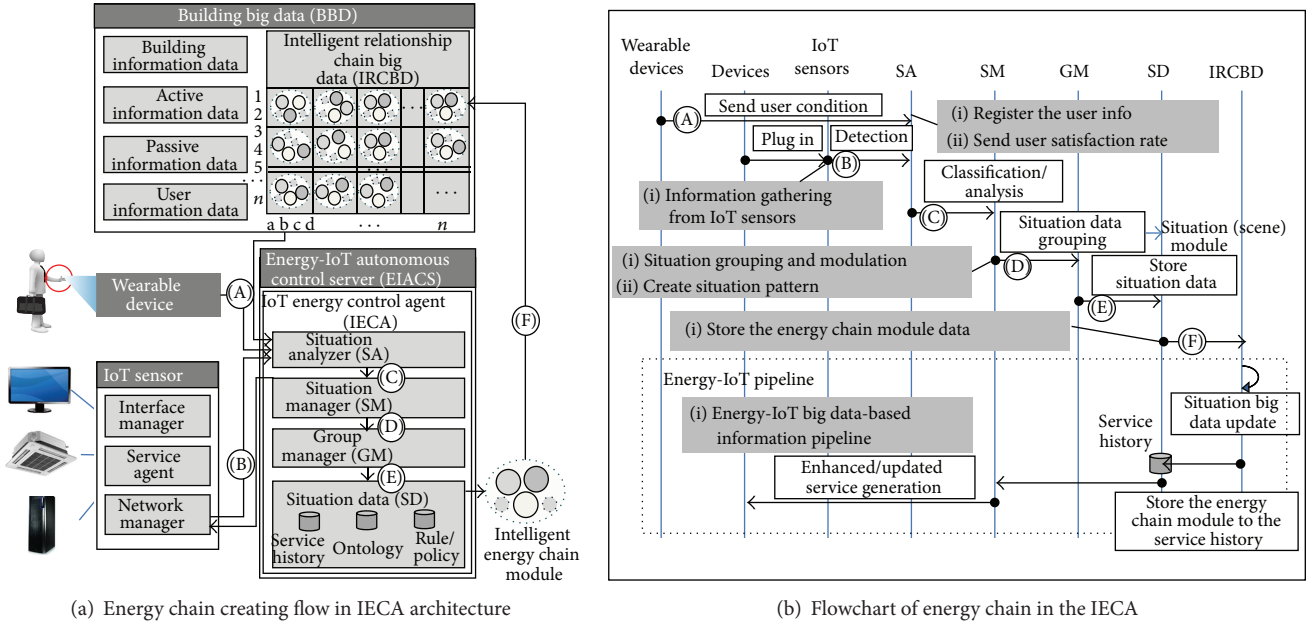 Building big data (BBD)
Building
information data
Active
information data
Passive
information data
User
information data
Intelligent relationship
chain big
data (IRCBD)
1
2
3
4
5
...
n
...
...
...
...
a b c d
...
n
Energy-IoT autonomous
control server (EIACS)
IoT energy control agent
(IECA)
Situation
analyzer (SA)
Situation
manager (SM)
Group
manager (GM)
Situation data (SD)
Service
history
Ontology
Rule/
policy
Wearable
device
IoT sensor
Interface
manager
Service
agent
Network
manager
(A)
(B)
(C)
(D)
(E)
(F)
Intelligent
energy chain
module
(a) Energy chain creating flow in IECA architecture
Wearable
devices
Devices
IoT
sensors
SA
SM
GM
SD
IRCBD
Send user condition
(A)
(i) Register the user info
(ii) Send user satisfaction rate
Plug in
Detection
(B)
(i) Information gathering
from IoT sensors
Classification/
analysis
(C)
Situation data
grouping
Situation (scene)
module
(i) Situation grouping and modulation
(ii) Create situation pattern
(D)
Store
situation data
(E)
(i) Store the energy chain module data
(F)
Energy-IoT pipeline
Situation big
data update
(i) Energy-IoT big data-based
information pipeline
Service
history
Enhanced/updated
service generation
Store the energy
chain module to the
service history
(b) Flowchart of energy chain in the IECA